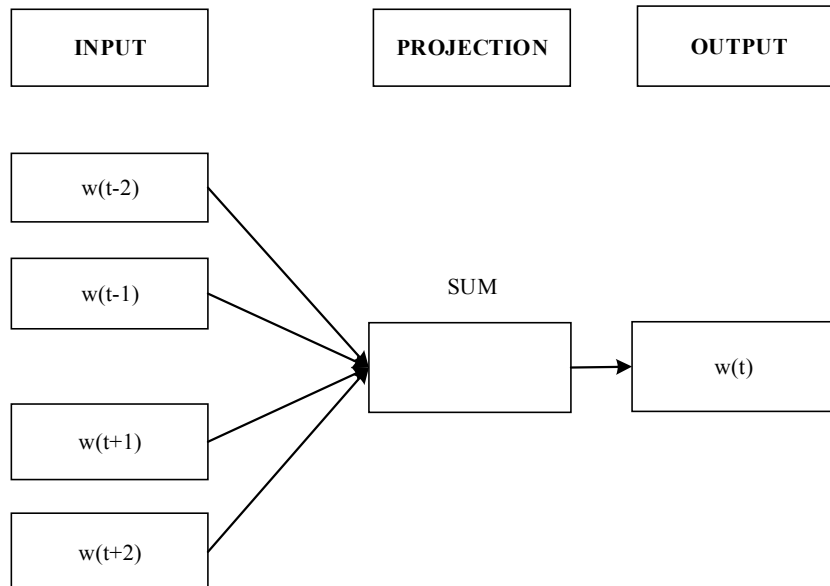 INPUT
PROJECTION
OUTPUT
w(t-2)
w(t-1)
SUM
w(t)
w(t+1)
w(t+2)